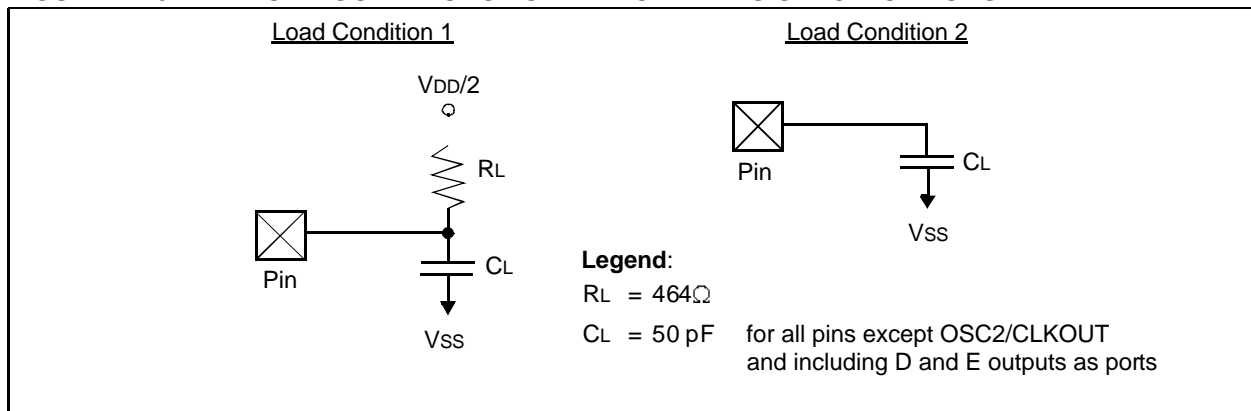 Load Condition 1
VDD/2
RL
Pin
CL
VSS
Load Condition 2
Pin
CL
VSS
Legend:
RL = 464Ω
CL = 50 pF for all pins except OSC2/CLKOUT
and including D and E outputs as ports